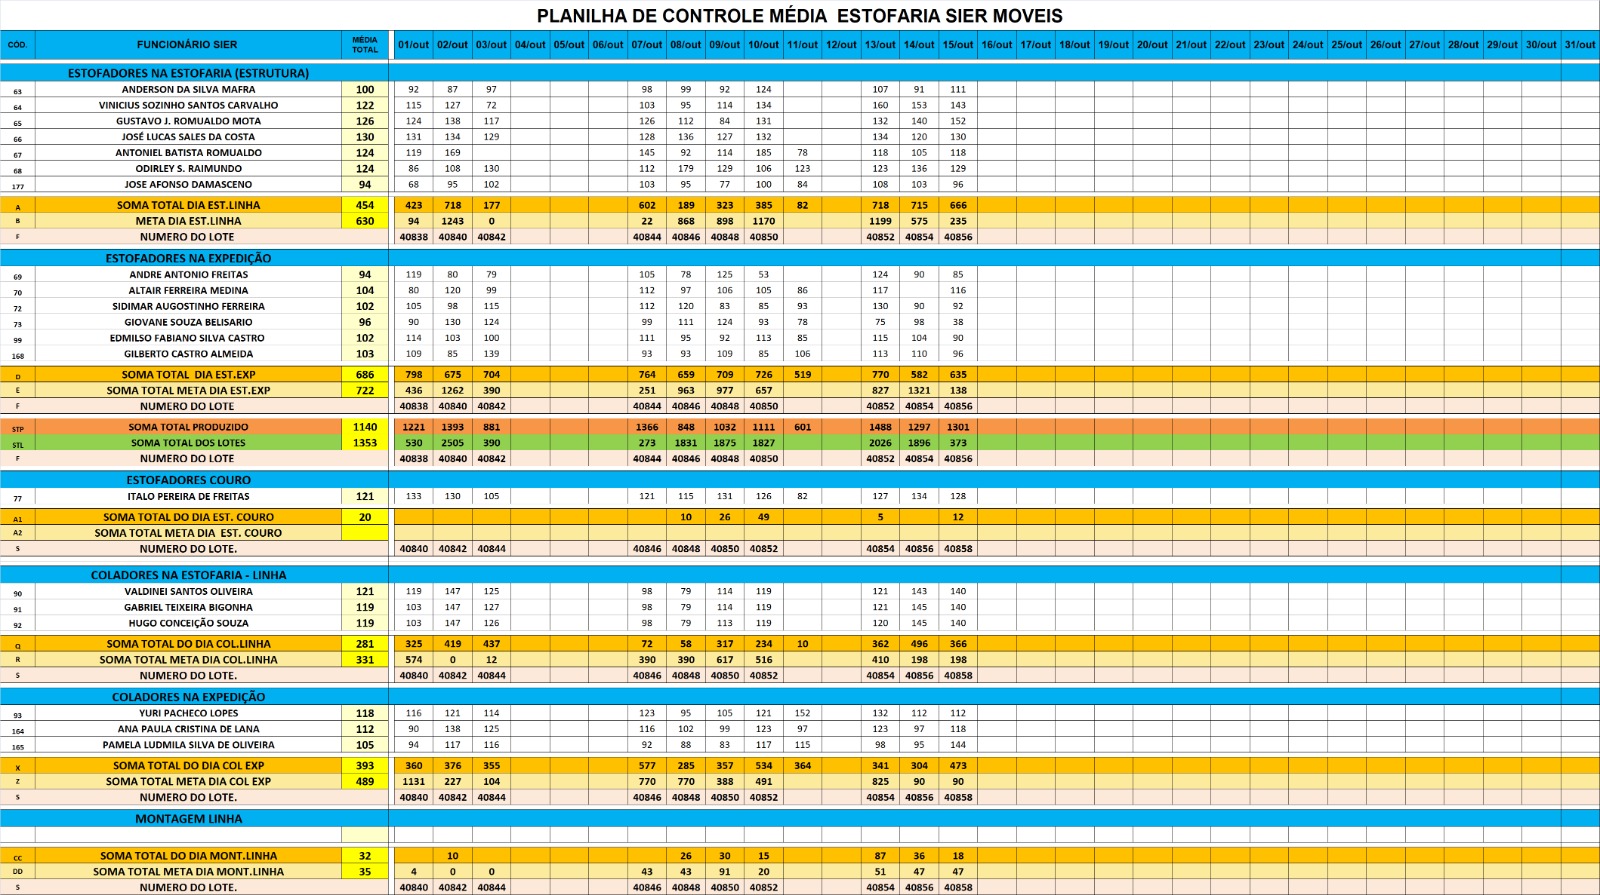 PLANILHA DE CONTROLE MÉDIA ESTOFARIA SIER MOVEIS
CÓD. FUNCIONÁRIO SIER MÉDIA TOTAL 01/out 02/out 03/out 04/out 05/out 06/out 07/out 08/out 09/out 10/out 11/out 12/out 13/out 14/out 15/out 16/out 17/out 18/out 19/out 20/out 21/out 22/out 23/out 24/out 25/out 26/out 27/out 28/out 29/out 30/out 31/out
ESTOFADORES NA ESTOFARIA (ESTRUTURA)
63 ANDERSON DA SILVA MAFRA 100 92 87 97 98 99 92 124 107 91 111
64 VINICIUS SOZINHO SANTOS CARVALHO 122 115 127 72 103 95 114 134 160 153 143
65 GUSTAVO J. ROMUALDO MOTA 126 124 138 117 126 112 84 131 132 140 152
66 JOSÉ LUCAS SALES DA COSTA 130 131 134 129 128 136 127 132 134 120 130
67 ANTONIEL BATISTA ROMUALDO 124 119 169 145 92 114 185 78 118 105 118
68 ODIRLEY S. RAIMUNDO 124 86 108 130 112 179 129 106 123 123 136 129
177 JOSE AFONSO DAMASCENO 94 68 95 102 103 95 77 100 84 108 103 96
A SOMA TOTAL DIA EST.LINHA 454 423 718 177 602 189 323 385 82 718 715 666
B META DIA EST.LINHA 630 94 1243 0 22 868 898 1170 1199 575 235
F NUMERO DO LOTE 40838 40840 40842 40844 40846 40848 40850 40852 40854 40856
ESTOFADORES NA EXPEDIÇÃO
69 ANDRE ANTONIO FREITAS 94 119 80 79 105 78 125 53 124 90 85
70 ALTAIR FERREIRA MEDINA 104 80 120 99 112 97 106 105 86 117 116
72 SIDIMAR AUGOSTINHO FERREIRA 102 105 98 115 112 120 83 85 93 130 90 92
73 GIOVANE SOUZA BELISARIO 96 90 130 124 99 111 124 93 78 75 98 38
99 EDMILSO FABIANO SILVA CASTRO 102 114 103 100 111 95 92 113 85 115 104 90
168 GILBERTO CASTRO ALMEIDA 103 109 85 139 93 93 109 85 106 113 110 96
D SOMA TOTAL DIA EST.EXP 686 798 675 704 764 659 709 726 519 770 582 635
E SOMA TOTAL META DIA EST.EXP 722 436 1262 390 251 963 977 657 827 1321 138
F NUMERO DO LOTE 40838 40840 40842 40844 40846 40848 40850 40852 40854 40856
STP SOMA TOTAL PRODUZIDO 1140 1221 1393 881 1366 848 1032 1111 601 1488 1297 1301
STL SOMA TOTAL DOS LOTES 1353 530 2505 390 273 1831 1875 1827 2026 1896 373
F NUMERO DO LOTE 40838 40840 40842 40844 40846 40848 40850 40852 40854 40856
ESTOFADORES COURO
77 ITALO PEREIRA DE FREITAS 121 133 130 105 121 115 131 126 82 127 134 128
A1 SOMA TOTAL DO DIA EST. COURO 20 10 26 49 5 12
A2 SOMA TOTAL META DIA EST. COURO
S NUMERO DO LOTE. 40840 40842 40844 40846 40848 40850 40852 40854 40856 40858
COLADORES NA ESTOFARIA - LINHA
90 VALDINEI SANTOS OLIVEIRA 121 119 147 125 98 79 114 119 121 143 140
91 GABRIEL TEIXEIRA BIGONHA 119 103 147 127 98 79 114 119 121 145 140
92 HUGO CONCEIÇÃO SOUZA 119 103 147 126 98 79 113 119 120 145 140
Q SOMA TOTAL DO DIA COL.LINHA 281 325 419 437 72 58 317 234 10 362 496 366
R SOMA TOTAL META DIA COL.LINHA 331 574 0 12 390 390 617 516 410 198 198
S NUMERO DO LOTE. 40840 40842 40844 40846 40848 40850 40852 40854 40856 40858
COLADORES NA EXPEDIÇÃO
93 YURI PACHECO LOPES 118 116 121 114 123 95 105 121 152 132 112 112
164 ANA PAULA CRISTINA DE LANA 112 90 138 125 116 102 99 123 97 123 97 118
165 PAMELA LUDMILA SILVA DE OLIVEIRA 105 94 117 116 92 88 83 117 115 98 95 144
X SOMA TOTAL DO DIA COL EXP 393 360 376 355 577 285 357 534 364 341 304 473
Z SOMA TOTAL META DIA COL EXP 489 1131 227 104 770 770 388 491 825 90 90
S NUMERO DO LOTE. 40840 40842 40844 40846 40848 40850 40852 40854 40856 40858
MONTAGEM LINHA
CC SOMA TOTAL DO DIA MONT.LINHA 32 10 26 30 15 87 36 18
DD SOMA TOTAL META DIA MONT.LINHA 35 4 0 0 43 43 91 20 51 47 47
S NUMERO DO LOTE. 40840 40842 40844 40846 40848 40850 40852 40854 40856 40858